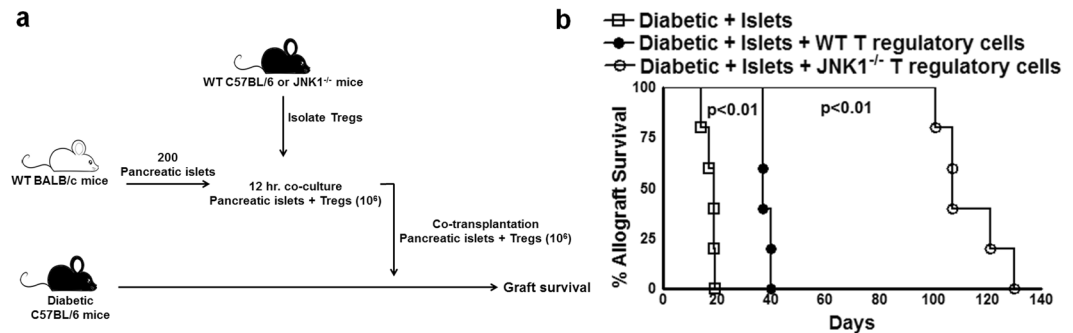 a
WT C57BL/6 or JNK1-/- mice
Isolate Tregs
WT BALB/c mice
200
Pancreatic islets
12 hr. co-culture
Pancreatic islets + Tregs (10⁶)
Co-transplantation
Pancreatic islets + Tregs (10⁶)
Diabetic
C57BL/6 mice
Graft survival
b
Diabetic + Islets
Diabetic + Islets + WT T regulatory cells
Diabetic + Islets + JNK1-/- T regulatory cells
% Allograft Survival
100
75
50
25
0
p<0.01
p<0.01
0 20 40 60 80 100 120 140
Days